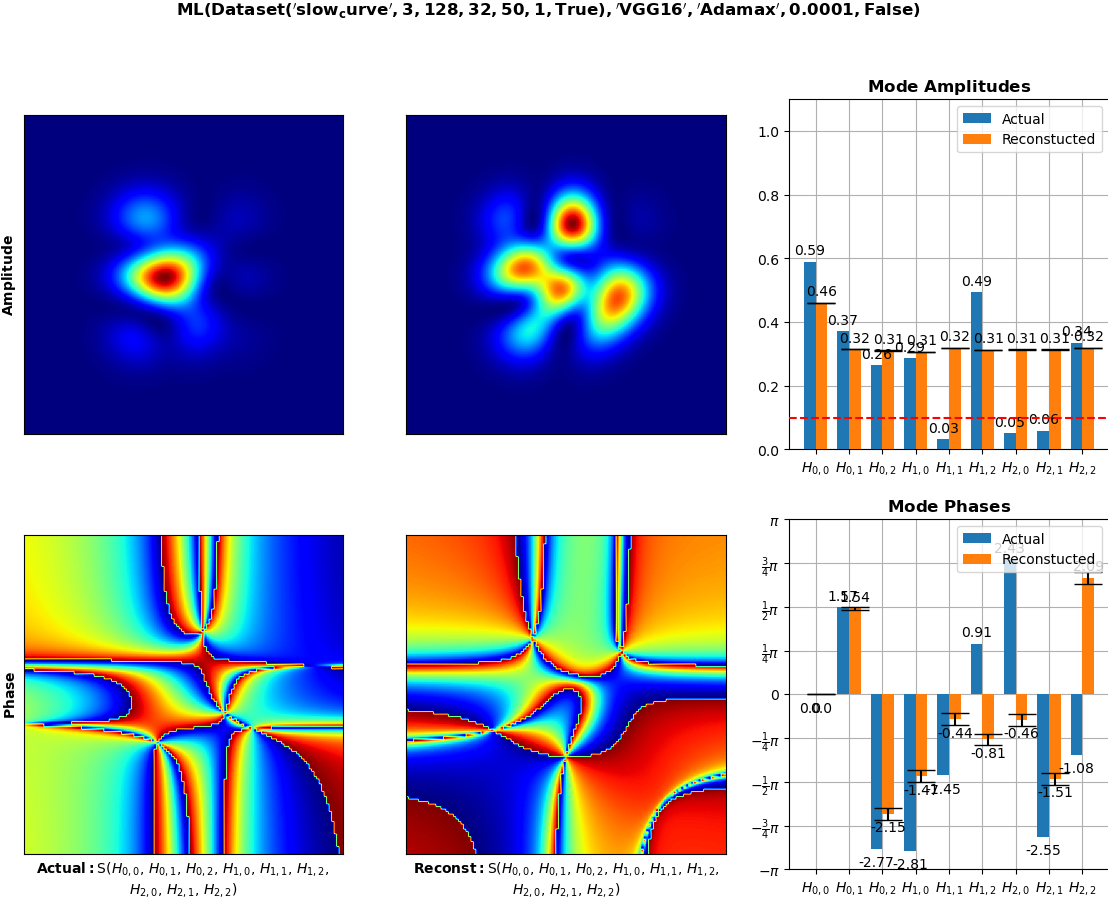 ML(Dataset('slow_curve', 3, 128, 32, 50, 1, True), 'VGG16', 'Adamax', 0.0001, False)
Amplitude
Mode Amplitudes
Actual
Reconstucted
1.0
0.8
0.6
0.4
0.2
0.0
0.59
0.46
0.37
0.32
0.26
0.31
0.29
0.31
0.03
0.32
0.49
0.31
0.05
0.31
0.06
0.31
0.34
0.32
H0,0 H0,1 H0,2 H1,0 H1,1 H1,2 H2,0 H2,1 H2,2
Phase
Actual: S(H0,0, H0,1, H0,2, H1,0, H1,1, H1,2,
H2,0, H2,1, H2,2)
Reconst: S(H0,0, H0,1, H0,2, H1,0, H1,1, H1,2,
H2,0, H2,1, H2,2)
Mode Phases
Actual
Reconstucted
π
3/4π
1/2π
1/4π
0
−1/4π
−1/2π
−3/4π
−π
0.0
0.0
1.57
1.54
-2.77
-2.15
-2.81
-1.47
-1.45
-0.44
0.91
-0.81
2.43
-0.46
-2.55
-1.51
-1.08
2.09
H0,0 H0,1 H0,2 H1,0 H1,1 H1,2 H2,0 H2,1 H2,2